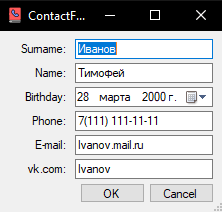 ContactF...
Surname: Иванов
Name: Тимофей
Birthday: 28 марта 2000 г.
Phone: 7(111) 111-11-11
E-mail: Ivanov.mail.ru
vk.com: Ivanov
OK Cancel